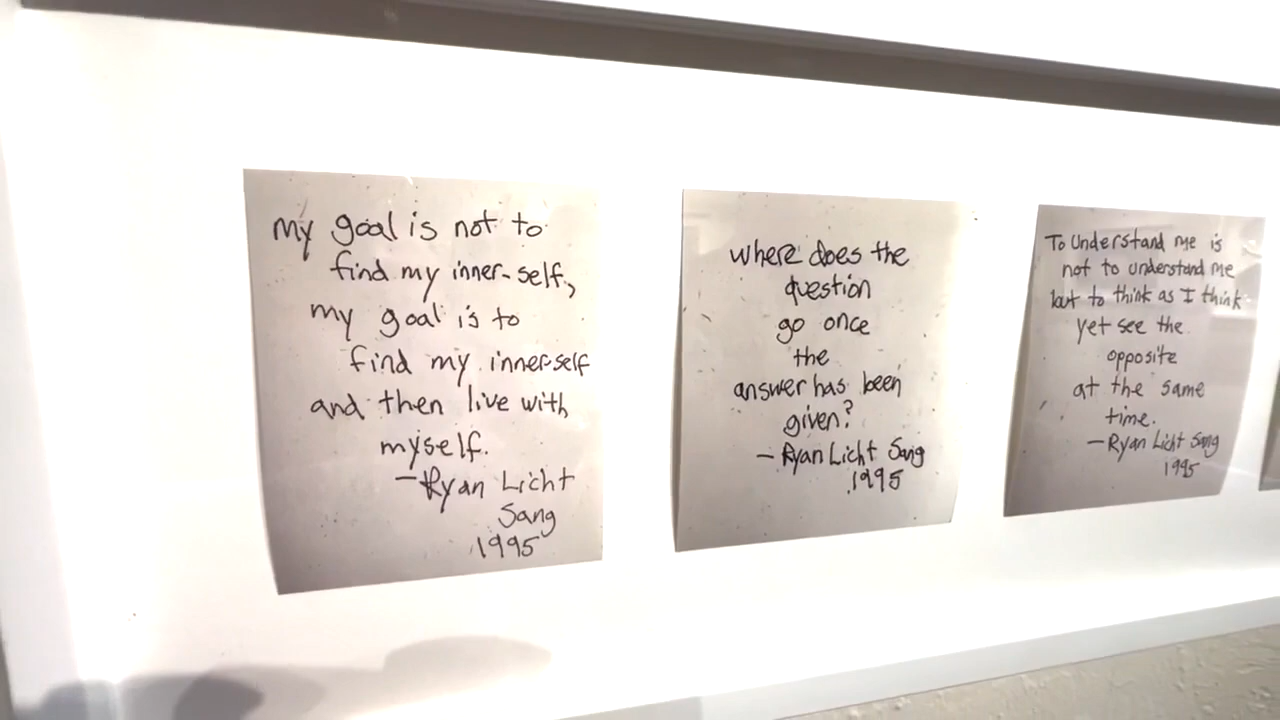 my goal is not to
find my inner-self,
my goal is to
find my inner-self
and then live with
myself.
-Ryan Licht
Sang
1995
where does the
question
go once
the
answer has been
given?
- Ryan Licht Sang
1995
To Understand me is
not to understand me
but to think as I think
yet see the
opposite
at the same
time.
-Ryan Licht Sang
1995